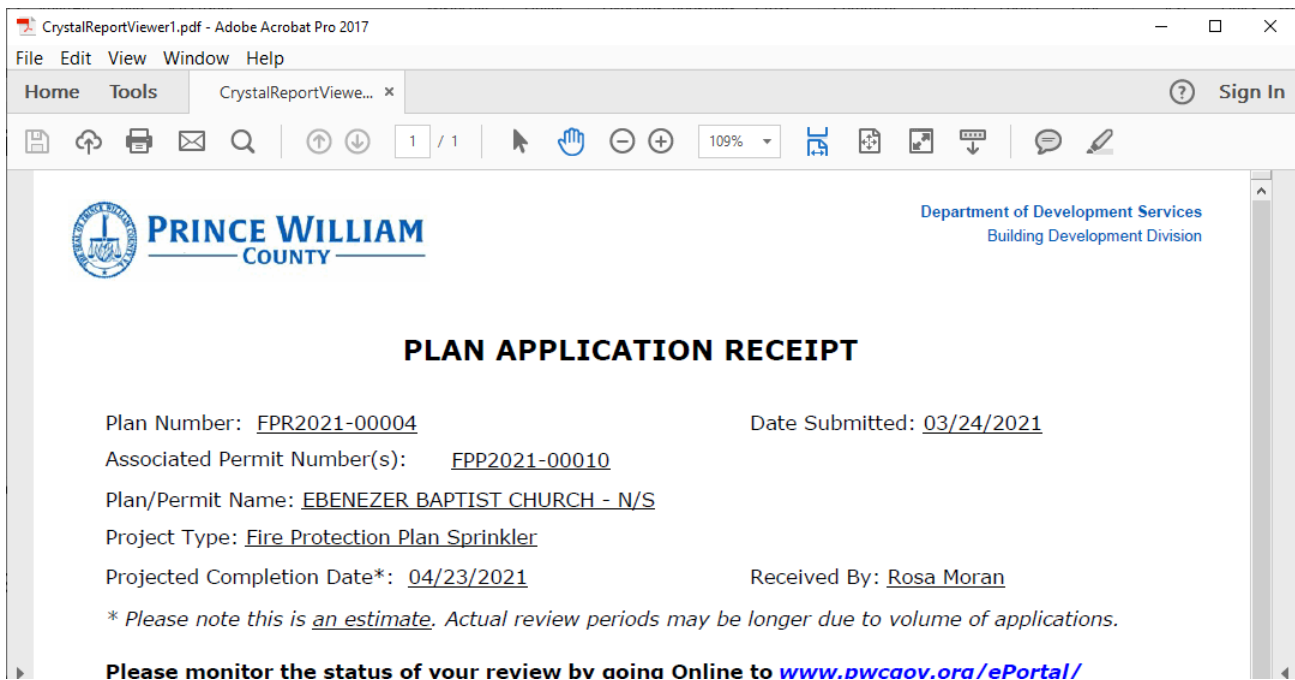 CrystalReportViewer1.pdf - Adobe Acrobat Pro 2017
File Edit View Window Help
Home Tools CrystalReportViewe... × Sign In
1 / 1 109%
PRINCE WILLIAM
COUNTY
Department of Development Services
Building Development Division
PLAN APPLICATION RECEIPT
Plan Number: FPR2021-00004 Date Submitted: 03/24/2021
Associated Permit Number(s): FPP2021-00010
Plan/Permit Name: EBENEZER BAPTIST CHURCH - N/S
Project Type: Fire Protection Plan Sprinkler
Projected Completion Date*: 04/23/2021 Received By: Rosa Moran
* Please note this is an estimate. Actual review periods may be longer due to volume of applications.
Please monitor the status of your review by going Online to www.pwcgov.org/ePortal/